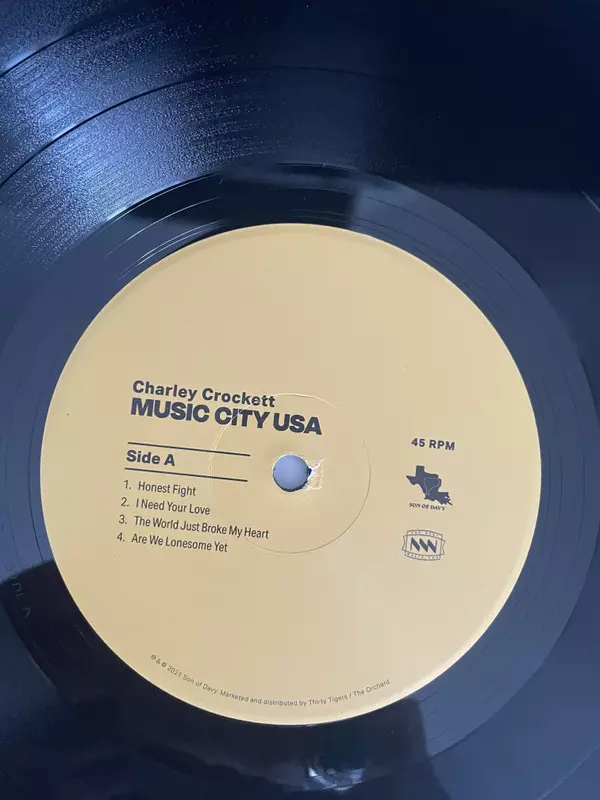 Charley Crockett
MUSIC CITY USA
Side A
1. Honest Fight
2. I Need Your Love
3. The World Just Broke My Heart
4. Are We Lonesome Yet
45 RPM
SON OF DAVY
℗ & © 2021 Son of Davy. Marketed and distributed by Thirty Tigers / The Orchard